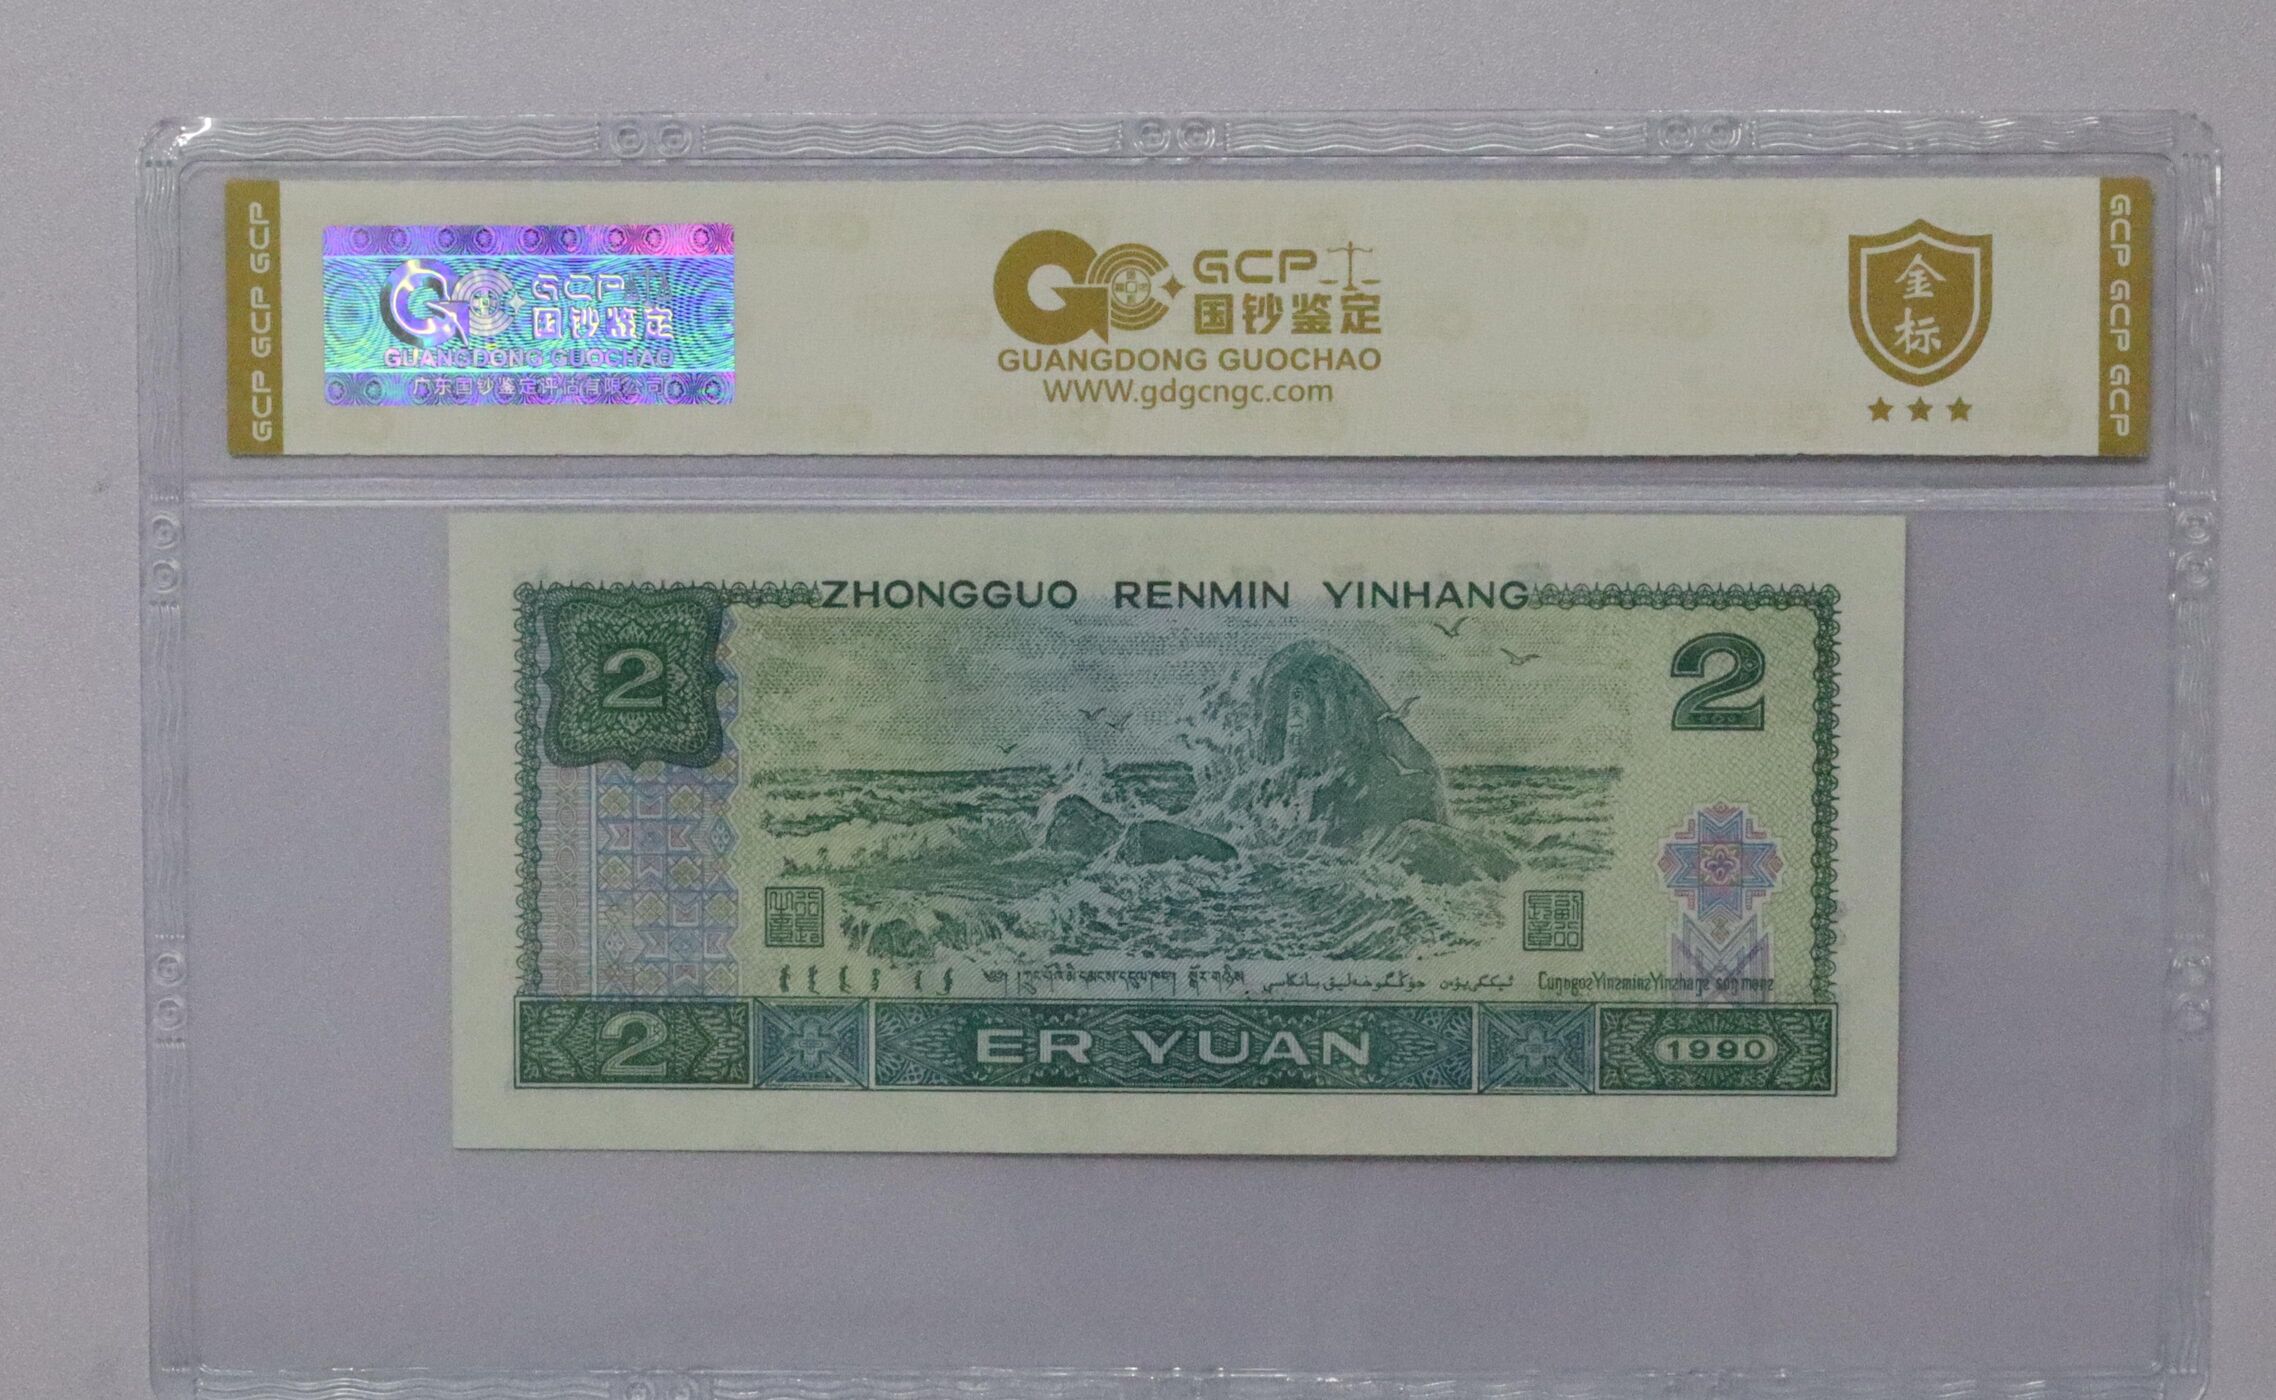 GCP GCP GCP
GCP
国钞鉴定
GUANGDONG GUOCHAO
广东国钞鉴定评估有限公司
GCP
国钞鉴定
GUANGDONG GUOCHAO
WWW.gdgcngc.com
金标
GCP GCP GCP
ZHONGGUO RENMIN YINHANG
2
2
CuŋƨgozYinƨminƨYinƨhaŋƨ
2
ER YUAN
1990